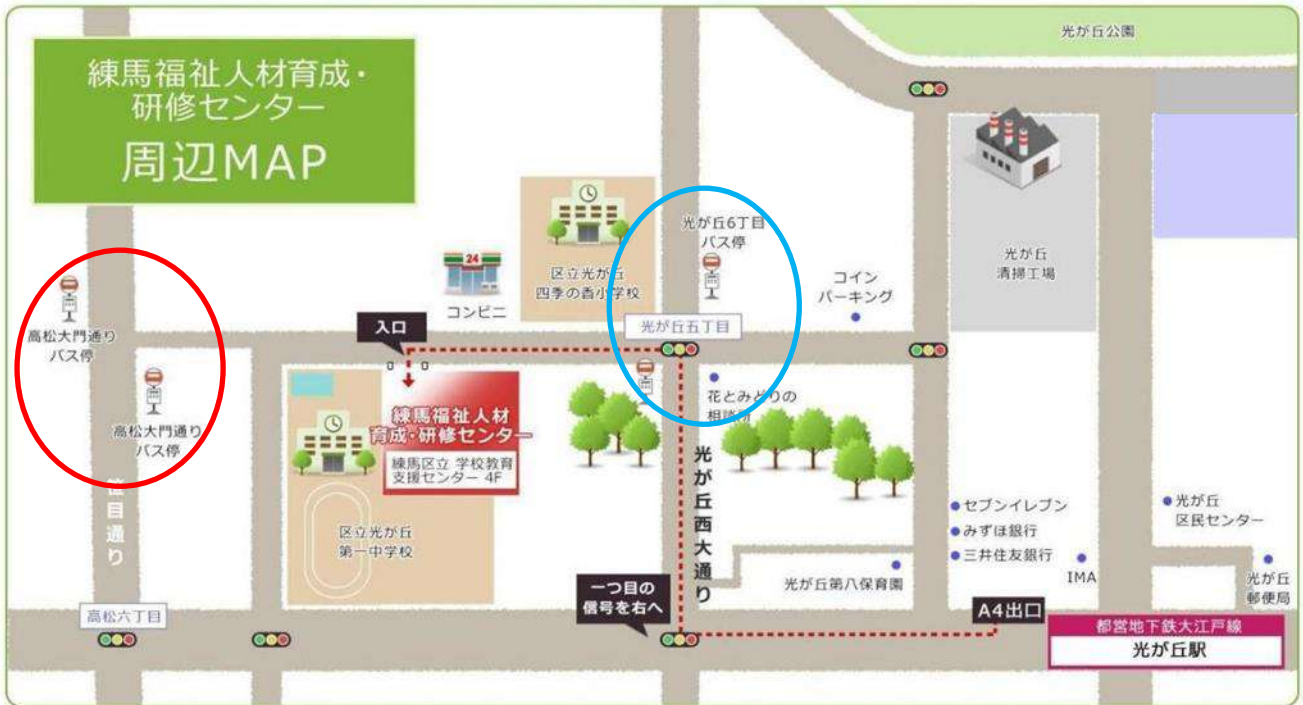 練馬福祉人材育成・
研修センター
周辺MAP
光が丘公園
光が丘6丁目
バス停
24
コンビニ
区立光が丘
四季の香小学校
コイン
パーキング
光が丘
清掃工場
高松大門通り
バス停
入口
光が丘五丁目
高松大門通り
バス停
練馬福祉人材
育成・研修センター
練馬区立 学校教育
支援センター 4F
花とみどりの
相談所
笹目通り
区立光が丘
第一中学校
光が丘西大通り
セブンイレブン
みずほ銀行
三井住友銀行
光が丘
区民センター
IMA
光が丘第八保育園
光が丘
郵便局
一つ目の
信号を右へ
A4出口
高松六丁目
都営地下鉄大江戸線
光が丘駅